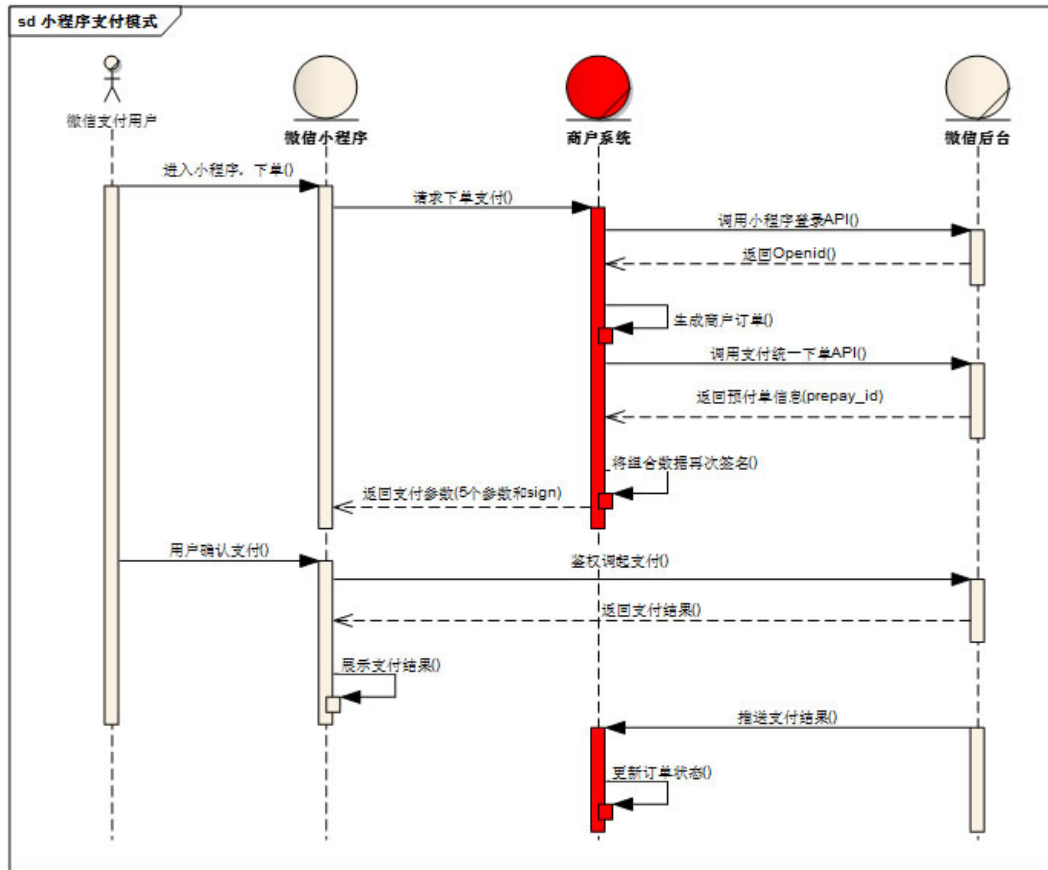 sd 小程序支付模式
微信支付用户
微信小程序
商户系统
微信后台
进入小程序，下单()
请求下单支付()
调用小程序登录API()
返回Openid()
生成商户订单()
调用支付统一下单API()
返回预付单信息(prepay_id)
将组合数据再次签名()
返回支付参数(5个参数和sign)
用户确认支付()
鉴权调起支付()
返回支付结果()
展示支付结果()
推送支付结果()
更新订单状态()